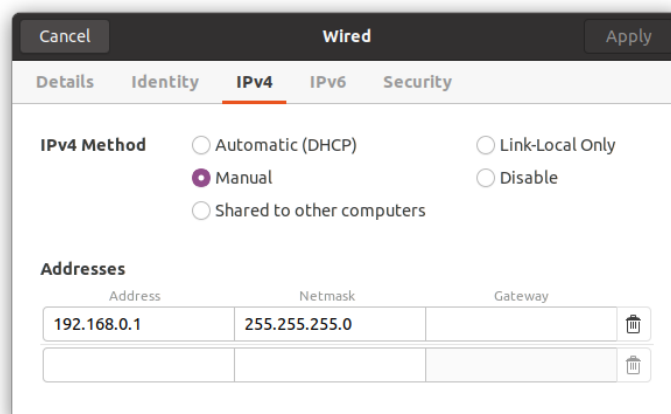 Cancel Wired Apply
Details Identity IPv4 IPv6 Security
IPv4 Method Automatic (DHCP) Link-Local Only
Manual Disable
Shared to other computers
Addresses
Address Netmask Gateway
192.168.0.1 255.255.255.0